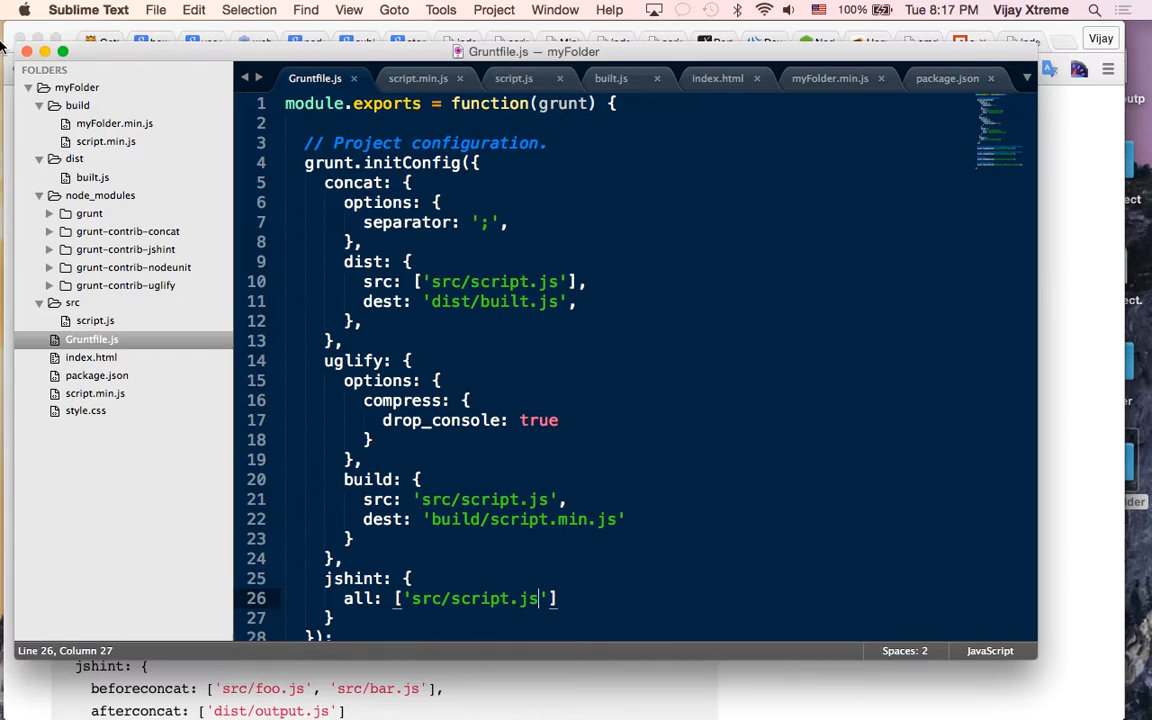 Sublime Text File Edit Selection Find View Goto Tools Project Window Help 100% Tue 8:17 PM Vijay Xtreme
Vijay
Gruntfile.js — myFolder
FOLDERS
myFolder
build
myFolder.min.js
script.min.js
dist
built.js
node_modules
grunt
grunt-contrib-concat
grunt-contrib-jshint
grunt-contrib-nodeunit
grunt-contrib-uglify
src
script.js
Gruntfile.js
index.html
package.json
script.min.js
style.css
Gruntfile.js × script.min.js × script.js × built.js × index.html × myFolder.min.js × package.json ×
1 module.exports = function(grunt) {
2
3 // Project configuration.
4 grunt.initConfig({
5 concat: {
6 options: {
7 separator: ';',
8 },
9 dist: {
10 src: ['src/script.js'],
11 dest: 'dist/built.js',
12 },
13 },
14 uglify: {
15 options: {
16 compress: {
17 drop_console: true
18 }
19 },
20 build: {
21 src: 'src/script.js',
22 dest: 'build/script.min.js'
23 }
24 },
25 jshint: {
26 all: ['src/script.js']
27 }
28 });
Line 26, Column 27 Spaces: 2 JavaScript
jshint: {
beforeconcat: ['src/foo.js', 'src/bar.js'],
afterconcat: ['dist/output.js']